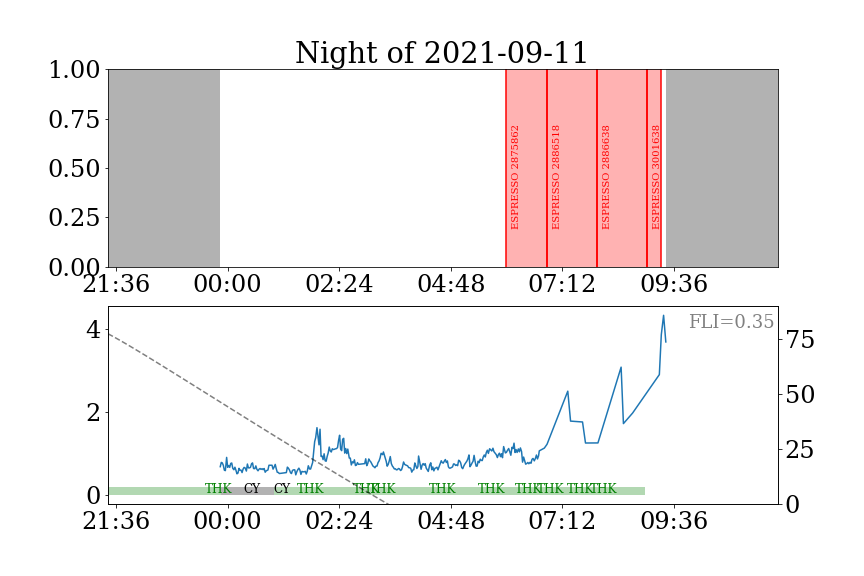 Night of 2021-09-11
1.00
0.75
0.50
0.25
0.00
ESPRESSO 2875862
ESPRESSO 2886518
ESPRESSO 2886638
ESPRESSO 3001638
21:36 00:00 02:24 04:48 07:12 09:36
FLI=0.35
4
2
0
75
50
25
0
THK CY CY THK THK THK THK THK THK THK THK THK
21:36 00:00 02:24 04:48 07:12 09:36